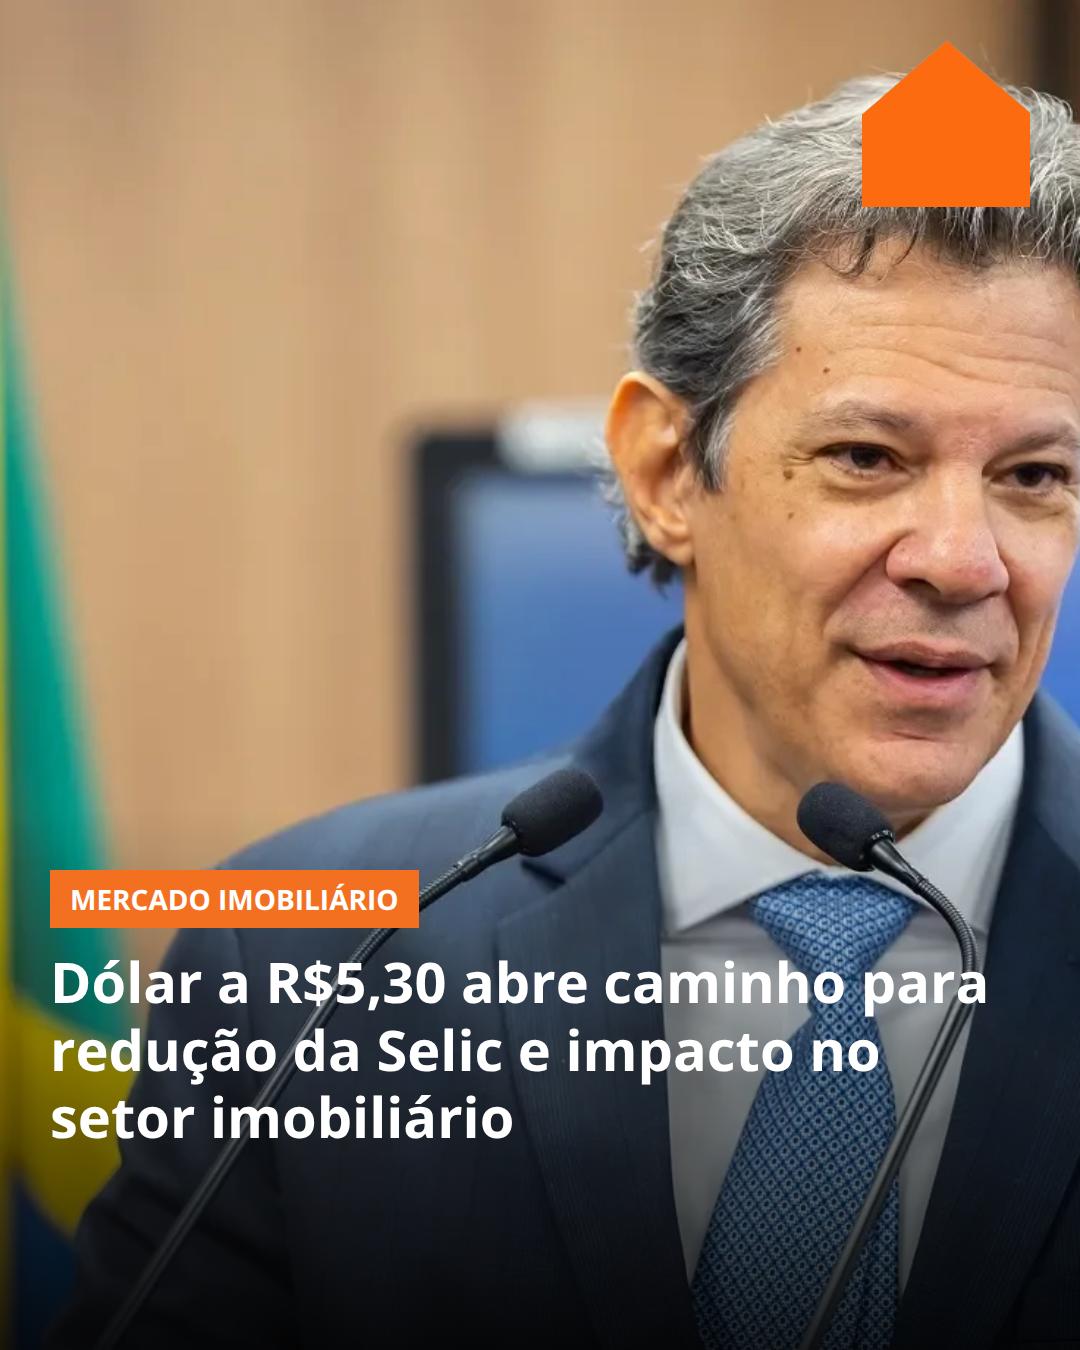 MERCADO IMOBILIÁRIO
Dólar a R$5,30 abre caminho para
redução da Selic e impacto no
setor imobiliário